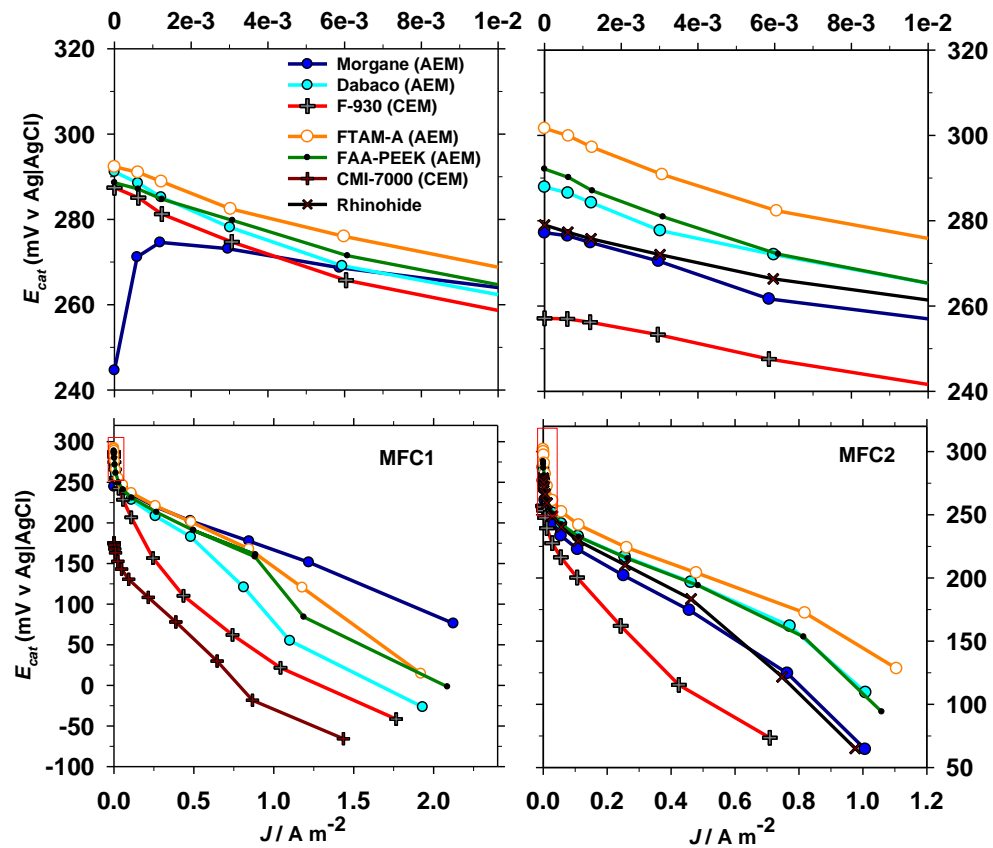 0 2e-3 4e-3 6e-3 8e-3 1e-2
0 2e-3 4e-3 6e-3 8e-3 1e-2
320
300
280
260
240
E_cat (mV v Ag|AgCl)
Morgane (AEM)
Dabaco (AEM)
F-930 (CEM)
FTAM-A (AEM)
FAA-PEEK (AEM)
CMI-7000 (CEM)
Rhinohide
320
300
280
260
240
300
250
200
150
100
50
0
-50
-100
E_cat (mV v Ag|AgCl)
MFC1
0.0 0.5 1.0 1.5 2.0
J / A m-2
MFC2
300
250
200
150
100
50
0.0 0.2 0.4 0.6 0.8 1.0 1.2
J / A m-2